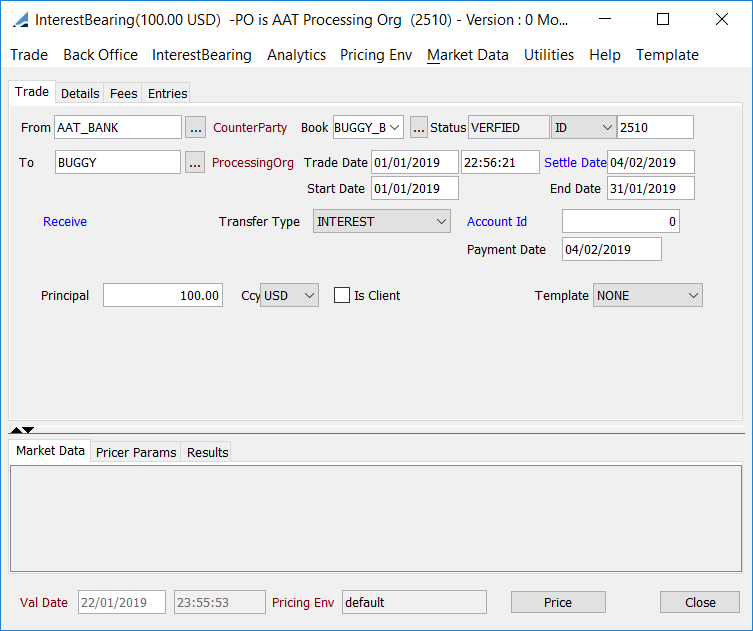 InterestBearing(100.00 USD) -PO is AAT Processing Org (2510) - Version : 0 Mo...
Trade Back Office InterestBearing Analytics Pricing Env Market Data Utilities Help Template
Trade Details Fees Entries
From AAT_BANK ... CounterParty Book BUGGY_B ... Status VERFIED ID 2510
To BUGGY ... ProcessingOrg Trade Date 01/01/2019 22:56:21 Settle Date 04/02/2019
Start Date 01/01/2019 End Date 31/01/2019
Receive Transfer Type INTEREST Account Id 0
Payment Date 04/02/2019
Principal 100.00 Ccy USD Is Client Template NONE
Market Data Pricer Params Results
Val Date 22/01/2019 23:55:53 Pricing Env default Price Close